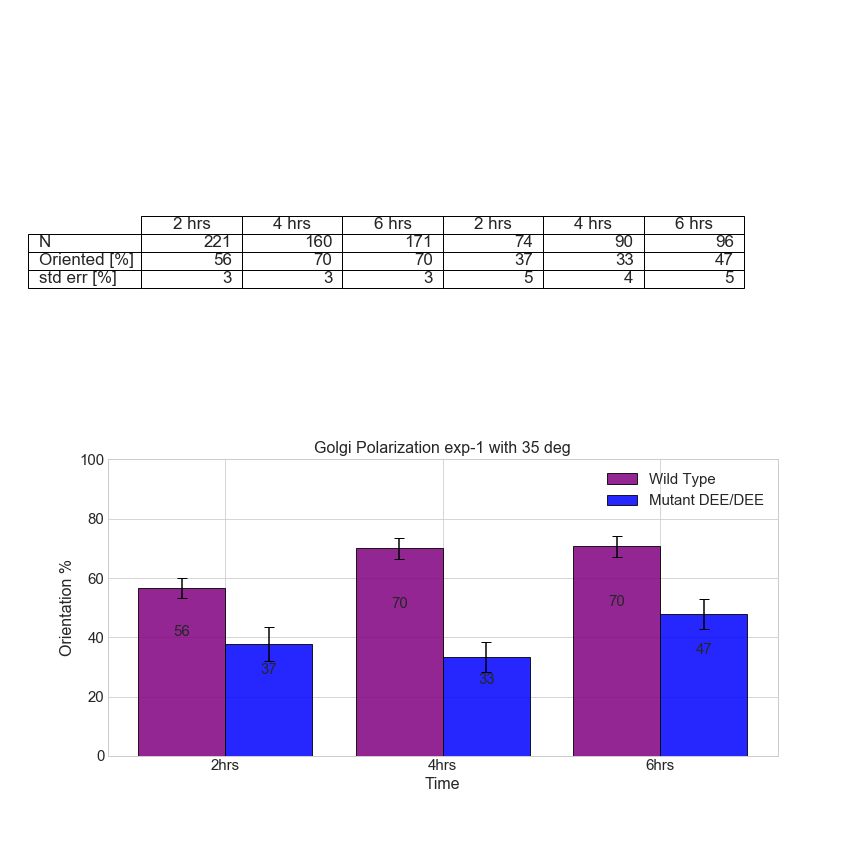 2 hrs 4 hrs 6 hrs 2 hrs 4 hrs 6 hrs
N 221 160 171 74 90 96
Oriented [%] 56 70 70 37 33 47
std err [%] 3 3 3 5 4 5
Golgi Polarization exp-1 with 35 deg
100
80
60
40
20
0
Orientation %
Wild Type
Mutant DEE/DEE
56
37
70
33
70
47
2hrs 4hrs 6hrs
Time